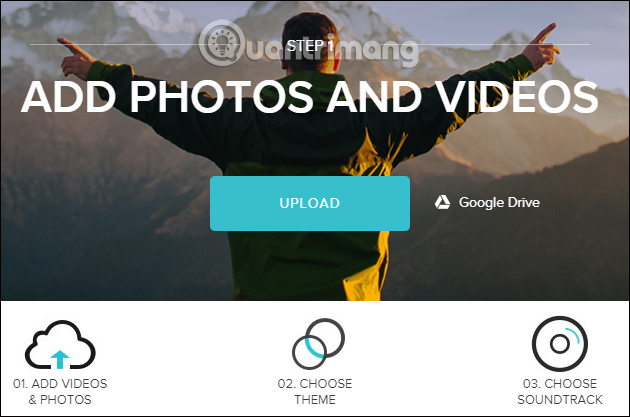 Quantrimang
STEP 1
ADD PHOTOS AND VIDEOS
UPLOAD
Google Drive
01. ADD VIDEOS
& PHOTOS
02. CHOOSE
THEME
03. CHOOSE
SOUNDTRACK